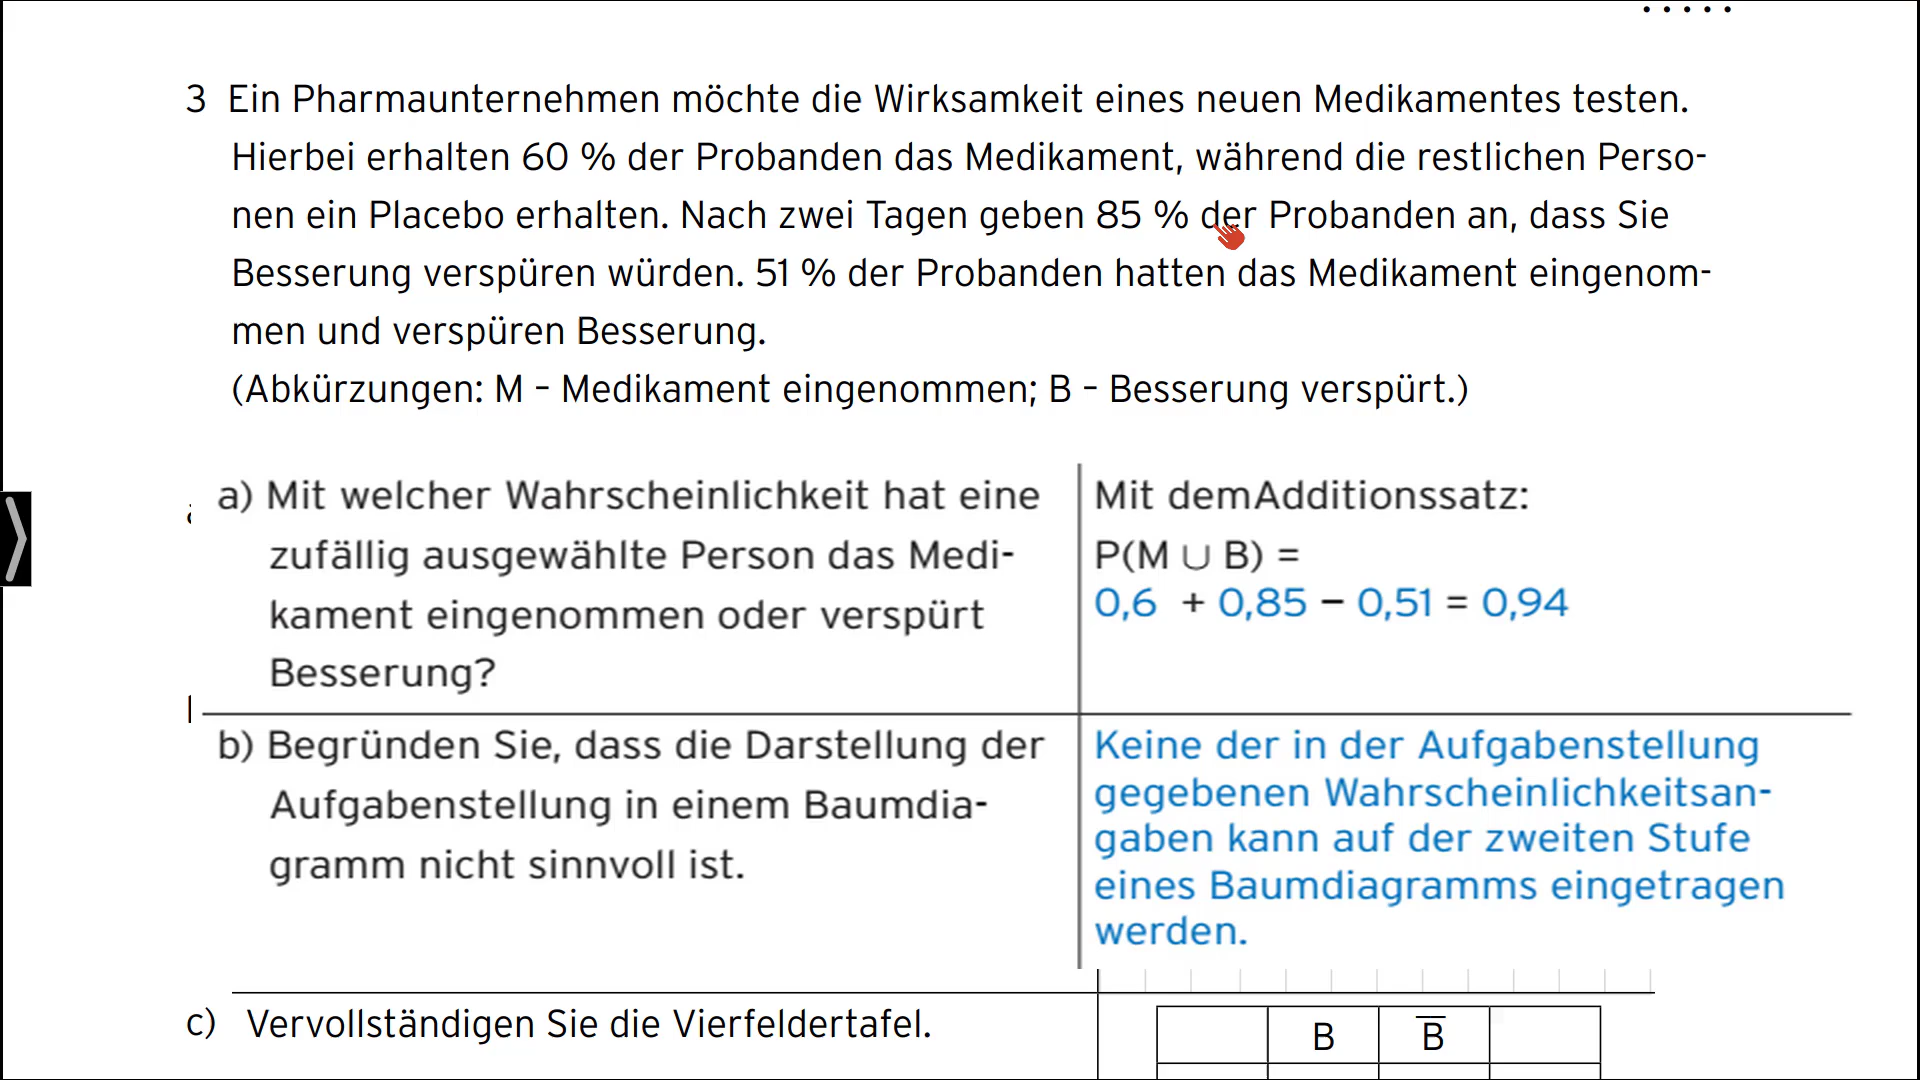 3 Ein Pharmaunternehmen möchte die Wirksamkeit eines neuen Medikamentes testen.
Hierbei erhalten 60 % der Probanden das Medikament, während die restlichen Perso-
nen ein Placebo erhalten. Nach zwei Tagen geben 85 % der Probanden an, dass Sie
Besserung verspüren würden. 51 % der Probanden hatten das Medikament eingenom-
men und verspüren Besserung.
(Abkürzungen: M – Medikament eingenommen; B – Besserung verspürt.)
a) Mit welcher Wahrscheinlichkeit hat eine
zufällig ausgewählte Person das Medi-
kament eingenommen oder verspürt
Besserung?
Mit demAdditionssatz:
P(M ∪ B) =
0,6 + 0,85 − 0,51 = 0,94
b) Begründen Sie, dass die Darstellung der
Aufgabenstellung in einem Baumdia-
gramm nicht sinnvoll ist.
Keine der in der Aufgabenstellung
gegebenen Wahrscheinlichkeitsan-
gaben kann auf der zweiten Stufe
eines Baumdiagramms eingetragen
werden.
c) Vervollständigen Sie die Vierfeldertafel.
B B̅